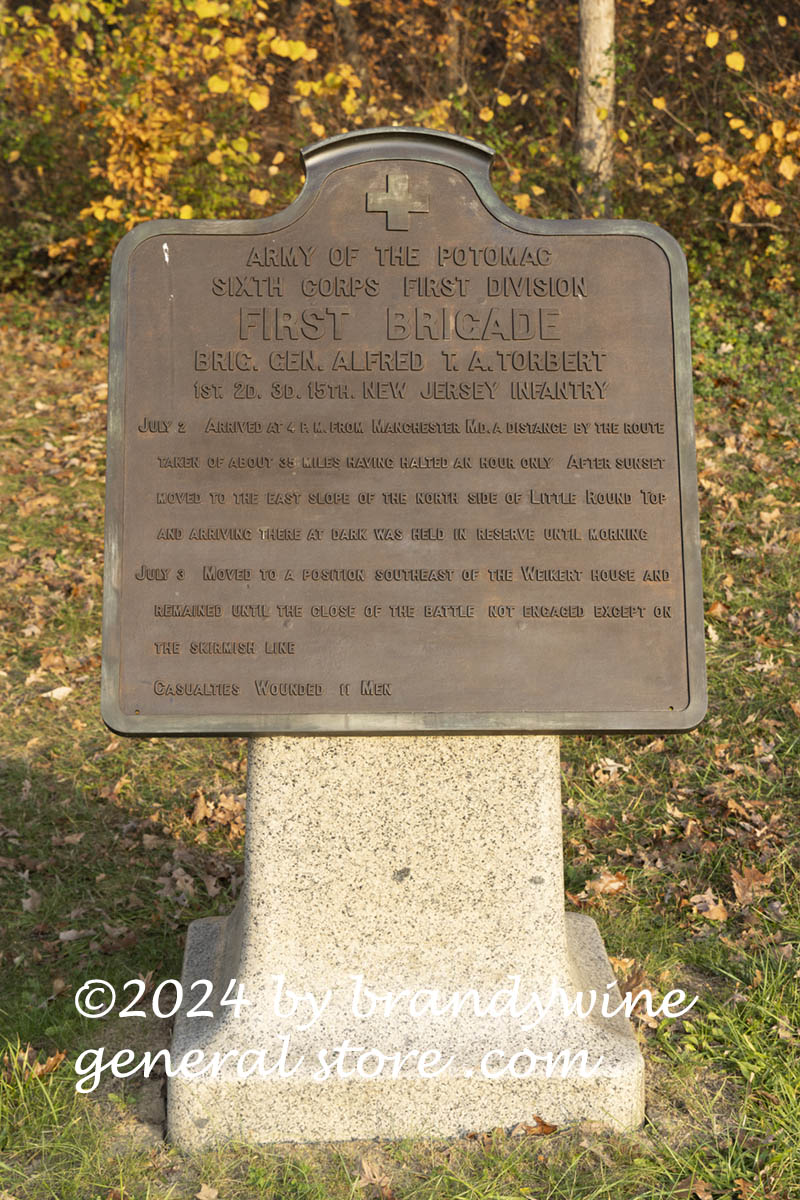 ARMY OF THE POTOMAC
SIXTH CORPS FIRST DIVISION
FIRST BRIGADE
BRIG. GEN. ALFRED T. A. TORBERT
1ST. 2D. 3D. 15TH. NEW JERSEY INFANTRY
JULY 2 ARRIVED AT 4 P.M. FROM MANCHESTER MD. A DISTANCE BY THE ROUTE
TAKEN OF ABOUT 35 MILES HAVING HALTED AN HOUR ONLY AFTER SUNSET
MOVED TO THE EAST SLOPE OF THE NORTH SIDE OF LITTLE ROUND TOP
AND ARRIVING THERE AT DARK WAS HELD IN RESERVE UNTIL MORNING
JULY 3 MOVED TO A POSITION SOUTHEAST OF THE WEIKERT HOUSE AND
REMAINED UNTIL THE CLOSE OF THE BATTLE NOT ENGAGED EXCEPT ON
THE SKIRMISH LINE
CASUALTIES WOUNDED 11 MEN
©2024 by brandywine
general store .com